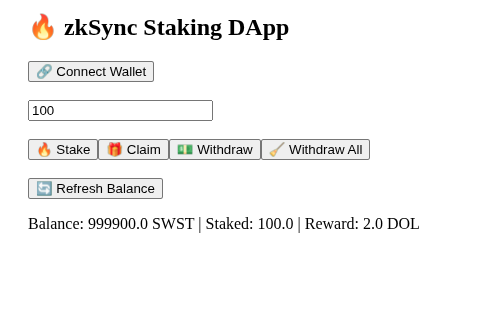 🔥 zkSync Staking DApp
🔗 Connect Wallet
100
🔥 Stake 🎁 Claim 💵 Withdraw 🧹 Withdraw All
🔄 Refresh Balance
Balance: 999900.0 SWST | Staked: 100.0 | Reward: 2.0 DOL